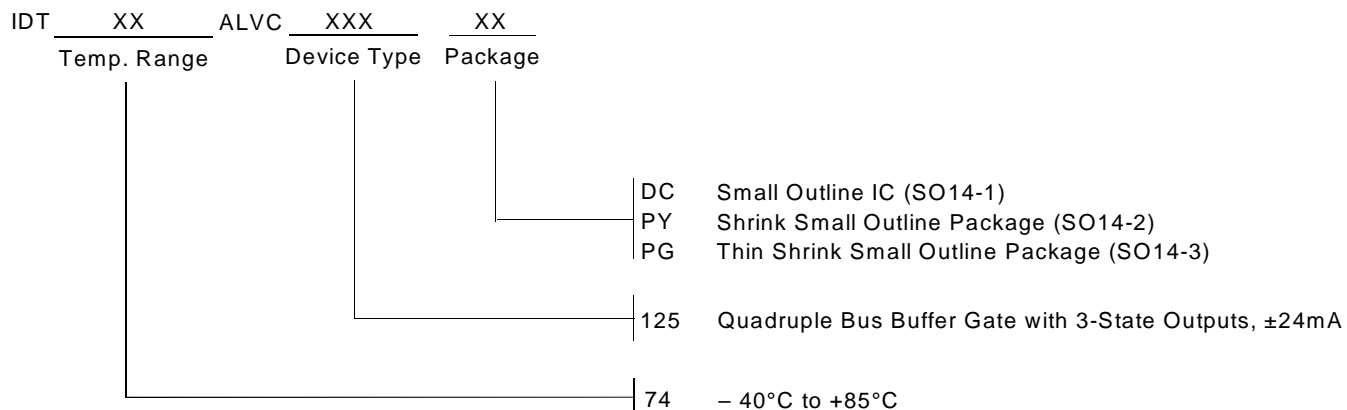 IDT XX ALVC XXX XX
Temp. Range Device Type Package
DC Small Outline IC (SO14-1)
PY Shrink Small Outline Package (SO14-2)
PG Thin Shrink Small Outline Package (SO14-3)
125 Quadruple Bus Buffer Gate with 3-State Outputs, ±24mA
74 – 40°C to +85°C